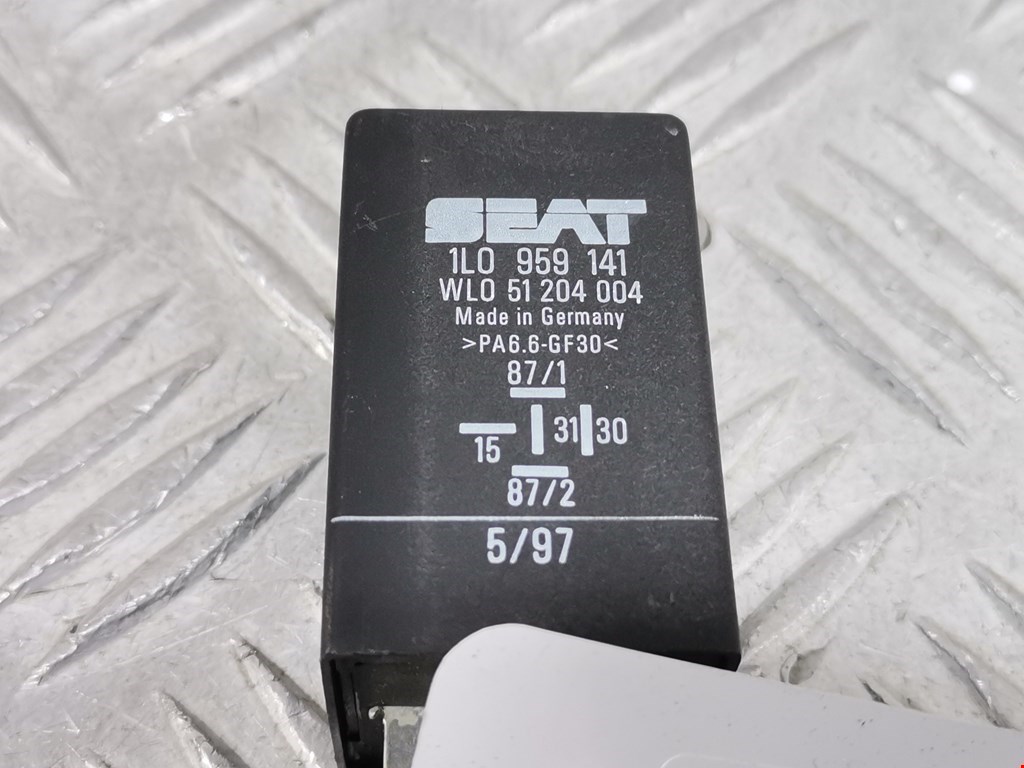 SEAT
1L0 959 141
WL0 51 204 004
Made in Germany
>PA6.6-GF30<
87/1
15 31 30
87/2
5/97